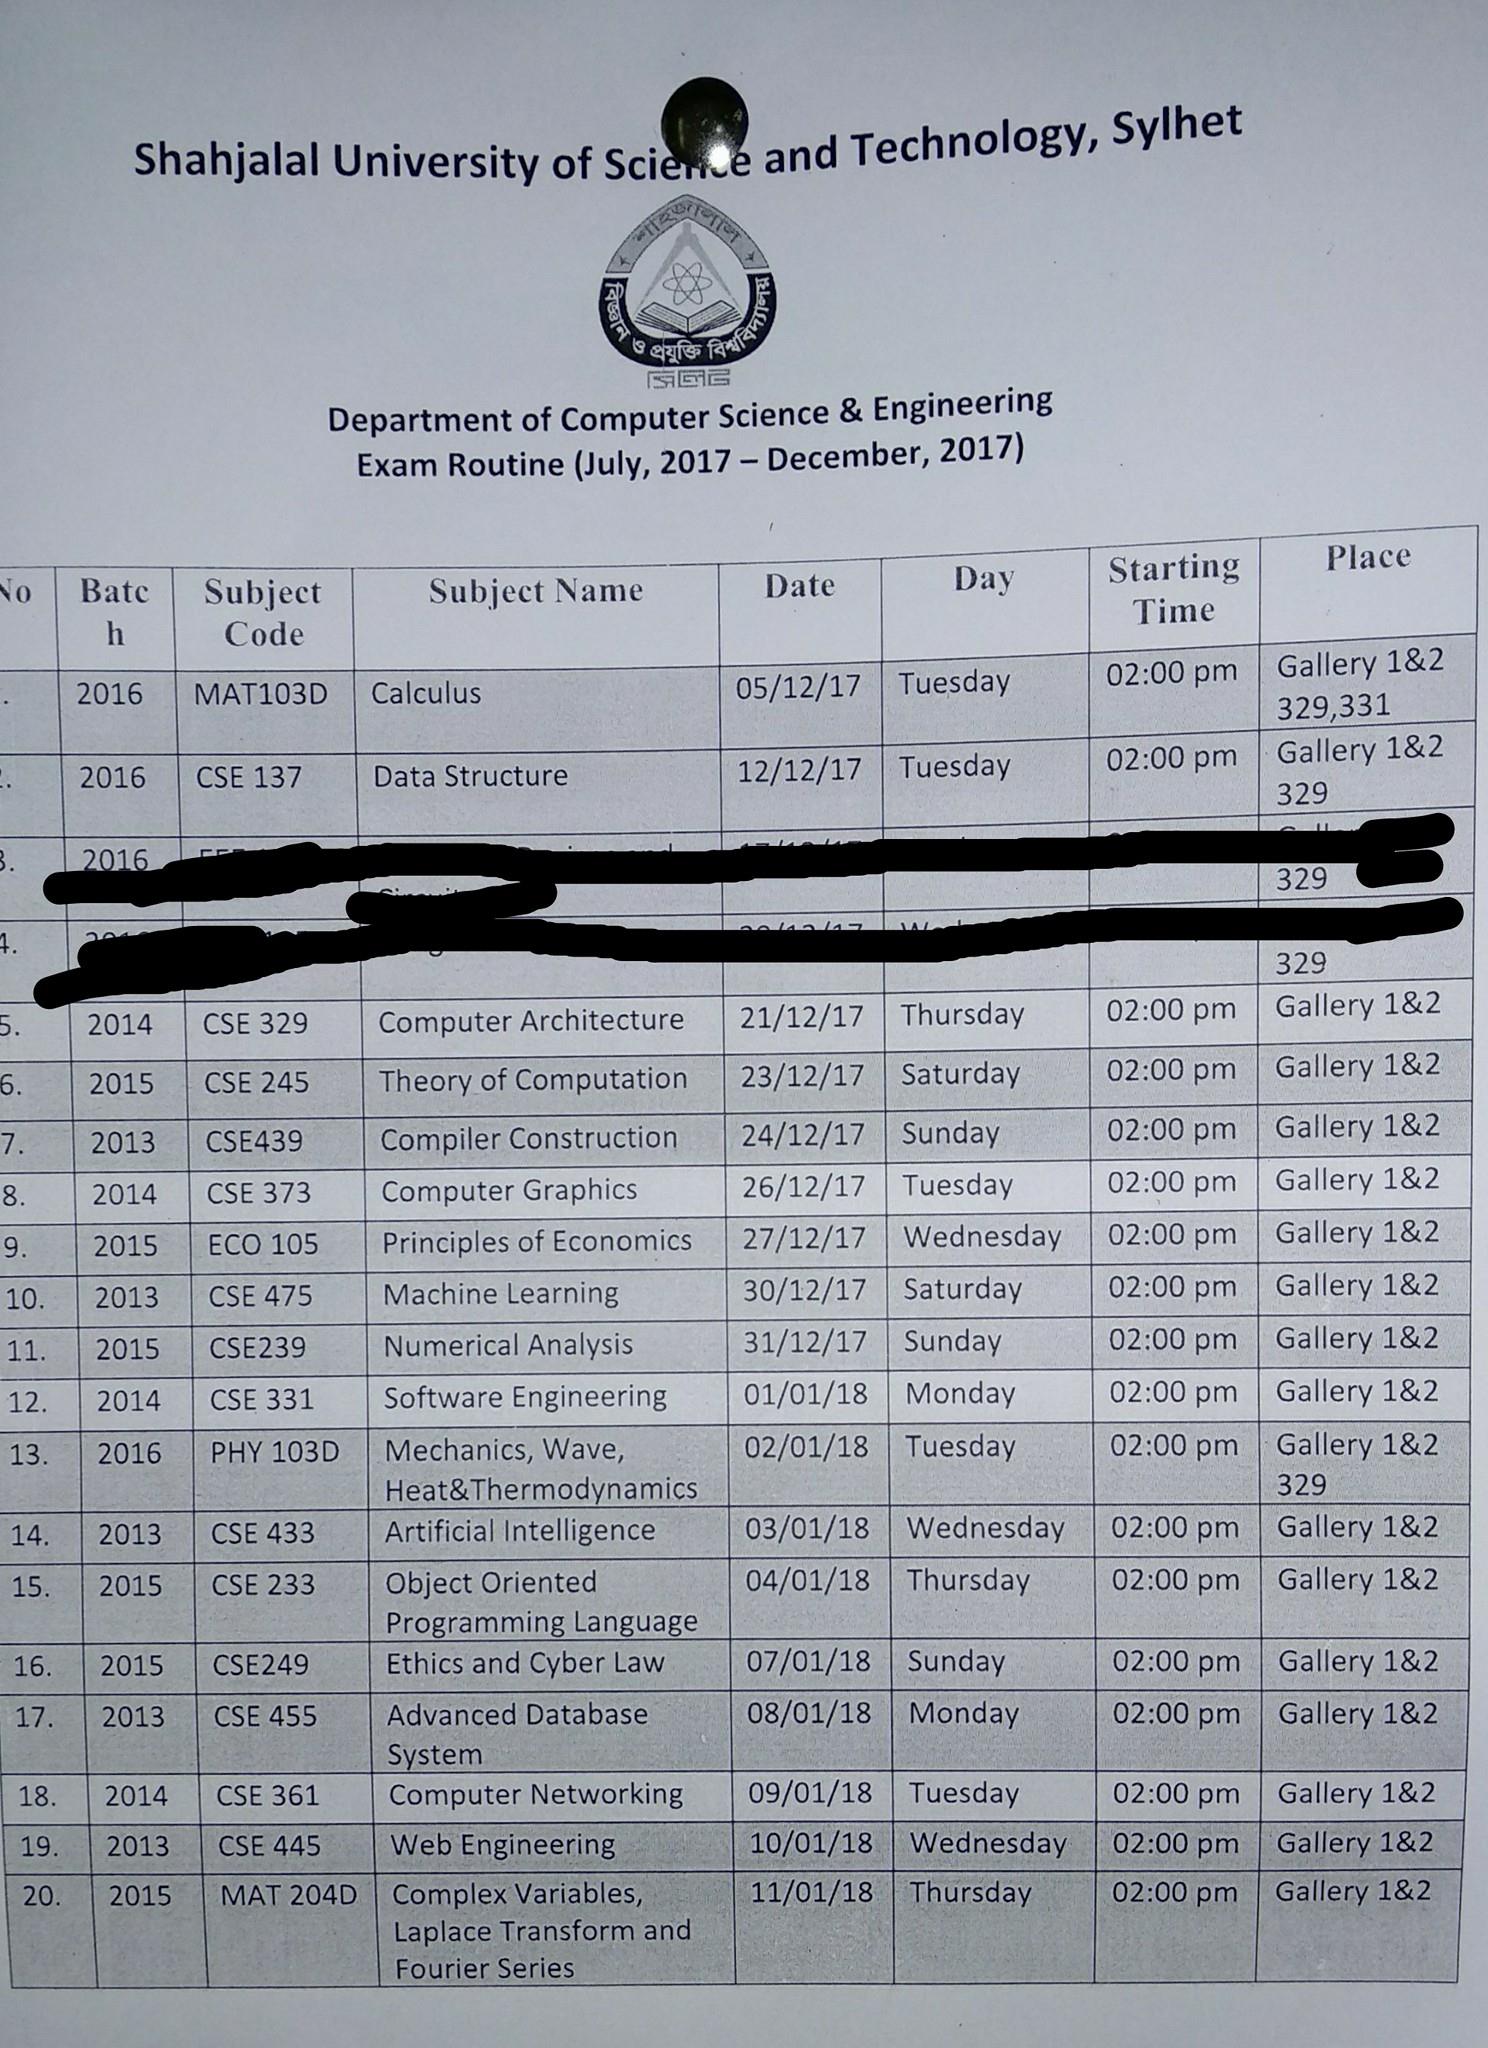 Shahjalal University of Science and Technology, Sylhet
শাহজালাল
বিজ্ঞান ও প্রযুক্তি বিশ্ববিদ্যালয়
সিলেট
Department of Computer Science & Engineering
Exam Routine (July, 2017 – December, 2017)
No Batc Subject Subject Name Date Day Starting Place
h Code Time
. 2016 MAT103D Calculus 05/12/17 Tuesday 02:00 pm Gallery 1&2
329,331
. 2016 CSE 137 Data Structure 12/12/17 Tuesday 02:00 pm Gallery 1&2
329
3. 2016
329
4.
329
5. 2014 CSE 329 Computer Architecture 21/12/17 Thursday 02:00 pm Gallery 1&2
6. 2015 CSE 245 Theory of Computation 23/12/17 Saturday 02:00 pm Gallery 1&2
7. 2013 CSE439 Compiler Construction 24/12/17 Sunday 02:00 pm Gallery 1&2
8. 2014 CSE 373 Computer Graphics 26/12/17 Tuesday 02:00 pm Gallery 1&2
9. 2015 ECO 105 Principles of Economics 27/12/17 Wednesday 02:00 pm Gallery 1&2
10. 2013 CSE 475 Machine Learning 30/12/17 Saturday 02:00 pm Gallery 1&2
11. 2015 CSE239 Numerical Analysis 31/12/17 Sunday 02:00 pm Gallery 1&2
12. 2014 CSE 331 Software Engineering 01/01/18 Monday 02:00 pm Gallery 1&2
13. 2016 PHY 103D Mechanics, Wave, 02/01/18 Tuesday 02:00 pm Gallery 1&2
Heat&Thermodynamics 329
14. 2013 CSE 433 Artificial Intelligence 03/01/18 Wednesday 02:00 pm Gallery 1&2
15. 2015 CSE 233 Object Oriented 04/01/18 Thursday 02:00 pm Gallery 1&2
Programming Language
16. 2015 CSE249 Ethics and Cyber Law 07/01/18 Sunday 02:00 pm Gallery 1&2
17. 2013 CSE 455 Advanced Database 08/01/18 Monday 02:00 pm Gallery 1&2
System
18. 2014 CSE 361 Computer Networking 09/01/18 Tuesday 02:00 pm Gallery 1&2
19. 2013 CSE 445 Web Engineering 10/01/18 Wednesday 02:00 pm Gallery 1&2
20. 2015 MAT 204D Complex Variables, 11/01/18 Thursday 02:00 pm Gallery 1&2
Laplace Transform and
Fourier Series